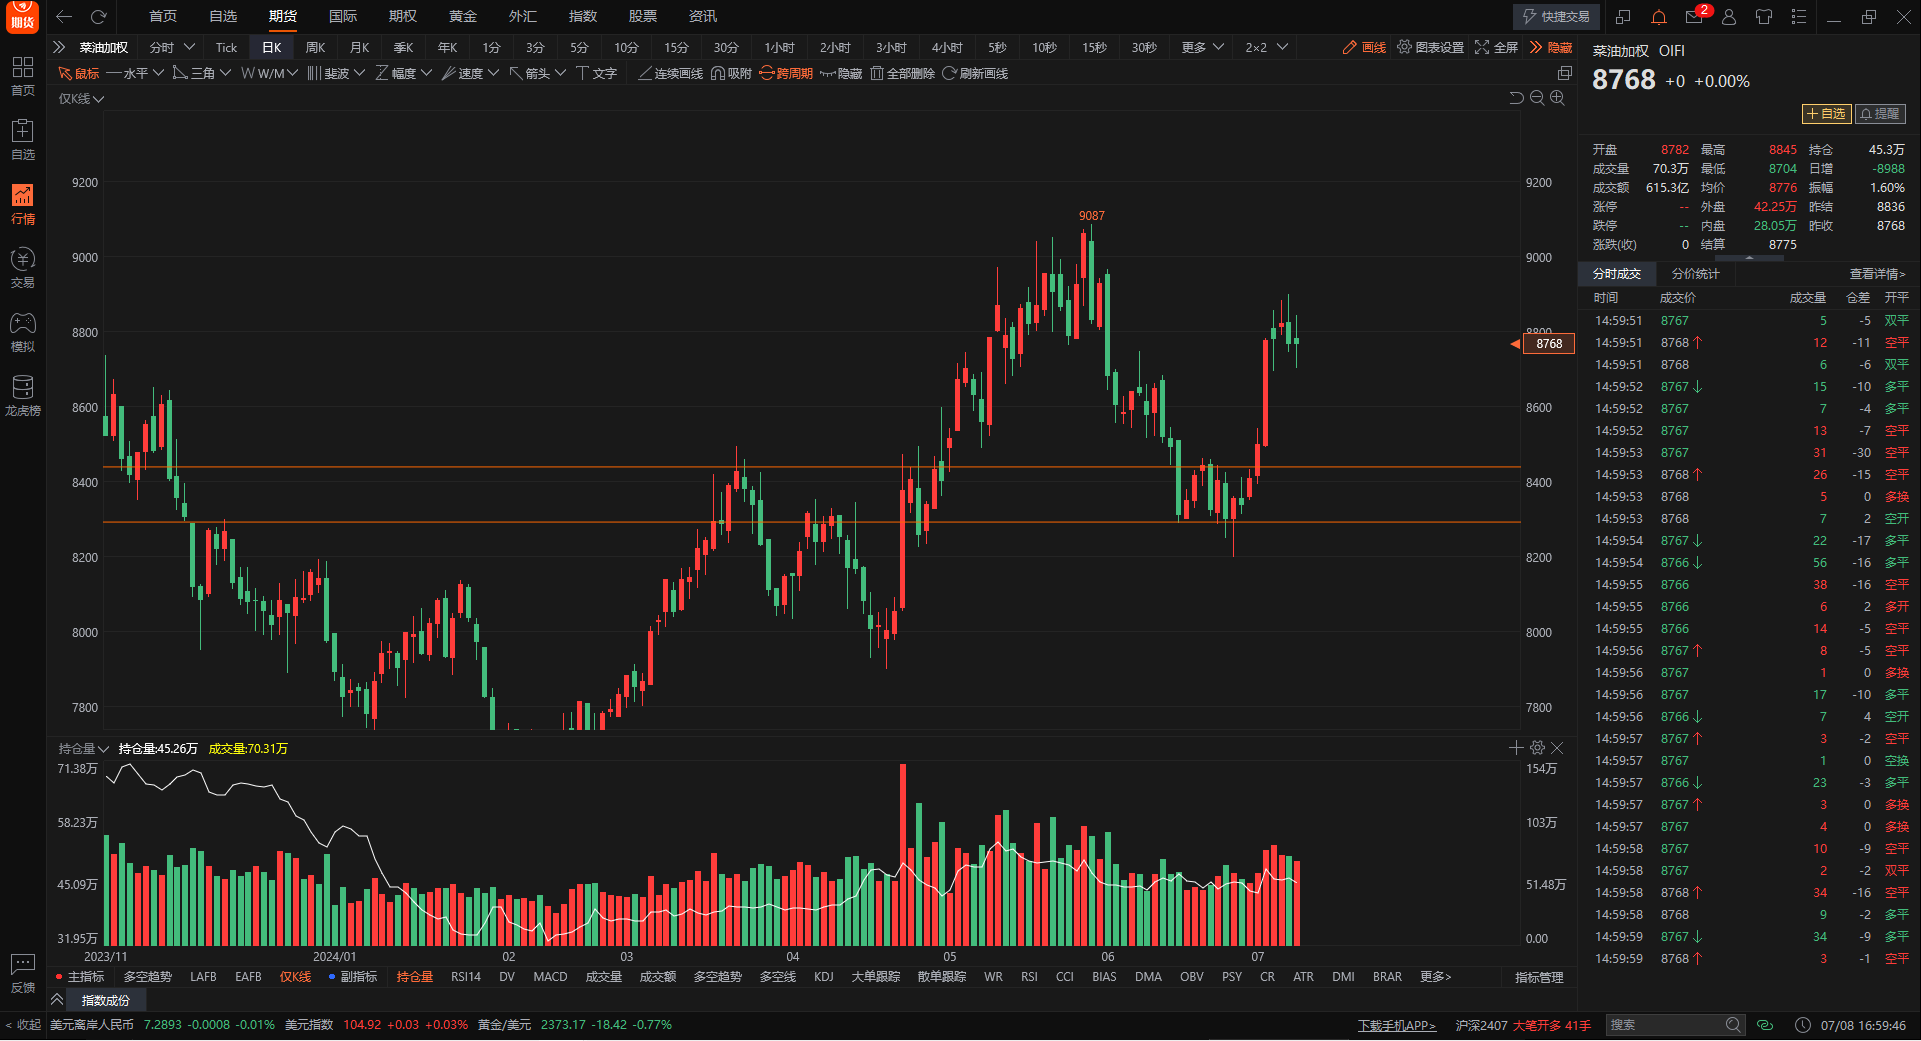 期货 首页 自选 期货 国际 期权 黄金 外汇 指数 股票 资讯 快捷交易 2
菜油加权 分时 Tick 日K 周K 月K 季K 年K 1分 3分 5分 10分 15分 30分 1小时 2小时 3小时 4小时 5秒 10秒 15秒 30秒 更多 2×2 画线 图表设置 全屏 隐藏
鼠标 水平 三角 W/M 斐波 幅度 速度 箭头 文字 连续画线 吸附 跨周期 隐藏 全部删除 刷新画线
首页
自选
行情
交易
模拟
龙虎榜
反馈
< 收起
仅K线
9200 9200
9087
9000 9000
8800 8800
8768
8600 8600
8400 8400
8200 8200
8000 8000
7800 7800
持仓量 持仓量:45.26万 成交量:70.31万
71.38万 154万
58.23万 103万
45.09万 51.48万
31.95万 0.00
2023/11 2024/01 02 03 04 05 06 07
主指标 多空趋势 LAFB EAFB 仅K线 副指标 持仓量 RSI14 DV MACD 成交量 成交额 多空趋势 多空线 KDJ 大单跟踪 散单跟踪 WR RSI CCI BIAS DMA OBV PSY CR ATR DMI BRAR 更多> 指标管理
指数成份
菜油加权 OIFI
8768 +0 +0.00%
自选 提醒
开盘 8782 最高 8845 持仓 45.3万
成交量 70.3万 最低 8704 日增 -8988
成交额 615.3亿 均价 8776 振幅 1.60%
涨停 -- 外盘 42.25万 昨结 8836
跌停 -- 内盘 28.05万 昨收 8768
涨跌(收) 0 结算 8775
分时成交 分价统计 查看详情>
时间 成交价 成交量 仓差 开平
14:59:51 8767 5 -5 双平
14:59:51 8768↑ 12 -11 空平
14:59:51 8768 6 -6 双平
14:59:52 8767↓ 15 -10 多平
14:59:52 8767 7 -4 多平
14:59:52 8767 13 -7 空平
14:59:53 8767 31 -30 空平
14:59:53 8768↑ 26 -15 空平
14:59:53 8768 5 0 多换
14:59:53 8768 7 2 空开
14:59:54 8767↓ 22 -17 多平
14:59:54 8766↓ 56 -16 多平
14:59:55 8766 38 -16 空平
14:59:55 8766 6 2 多开
14:59:55 8766 14 -5 空平
14:59:56 8767↑ 8 -5 空平
14:59:56 8767 1 0 多换
14:59:56 8767 17 -10 多平
14:59:56 8766↓ 7 4 空开
14:59:57 8767↑ 3 -2 空平
14:59:57 8767 1 0 空换
14:59:57 8766↓ 23 -3 多平
14:59:57 8767↑ 3 0 多换
14:59:57 8767 4 0 多换
14:59:58 8767 10 -9 空平
14:59:58 8767 2 -2 双平
14:59:58 8768↑ 34 -16 空平
14:59:58 8768 9 -2 多平
14:59:59 8767↓ 34 -9 多平
14:59:59 8768↑ 3 -1 空平
美元离岸人民币 7.2893 -0.0008 -0.01% 美元指数 104.92 +0.03 +0.03% 黄金/美元 2373.17 -18.42 -0.77% 下载手机APP> 沪深2407 大笔开多 41手 搜索 07/08 16:59:46